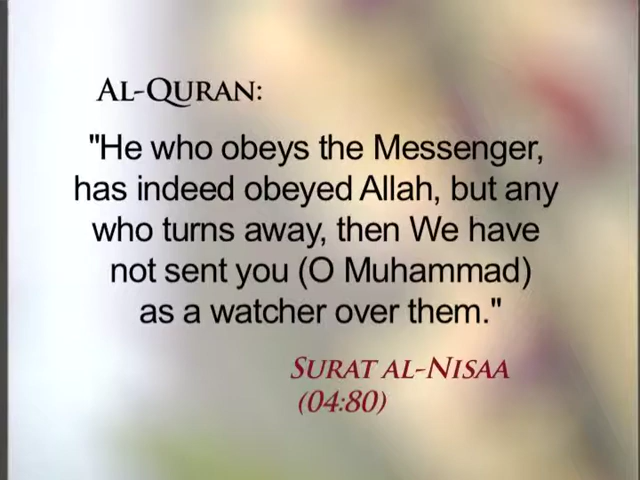 AL-QURAN:
"He who obeys the Messenger,
has indeed obeyed Allah, but any
who turns away, then We have
not sent you (O Muhammad)
as a watcher over them."
SURAT AL-NISAA
(04:80)